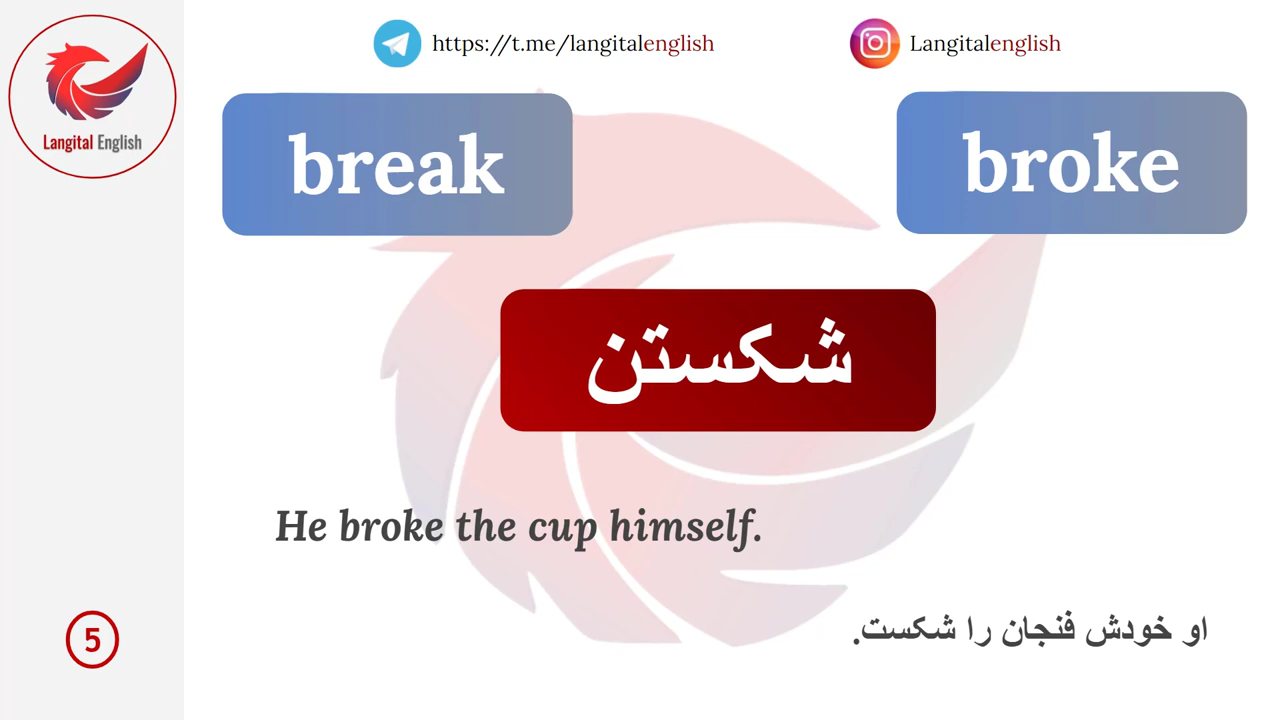 Langital English
https://t.me/langitalenglish
Langitalenglish
break
broke
شکستن
He broke the cup himself.
او خودش فنجان را شکست.
5